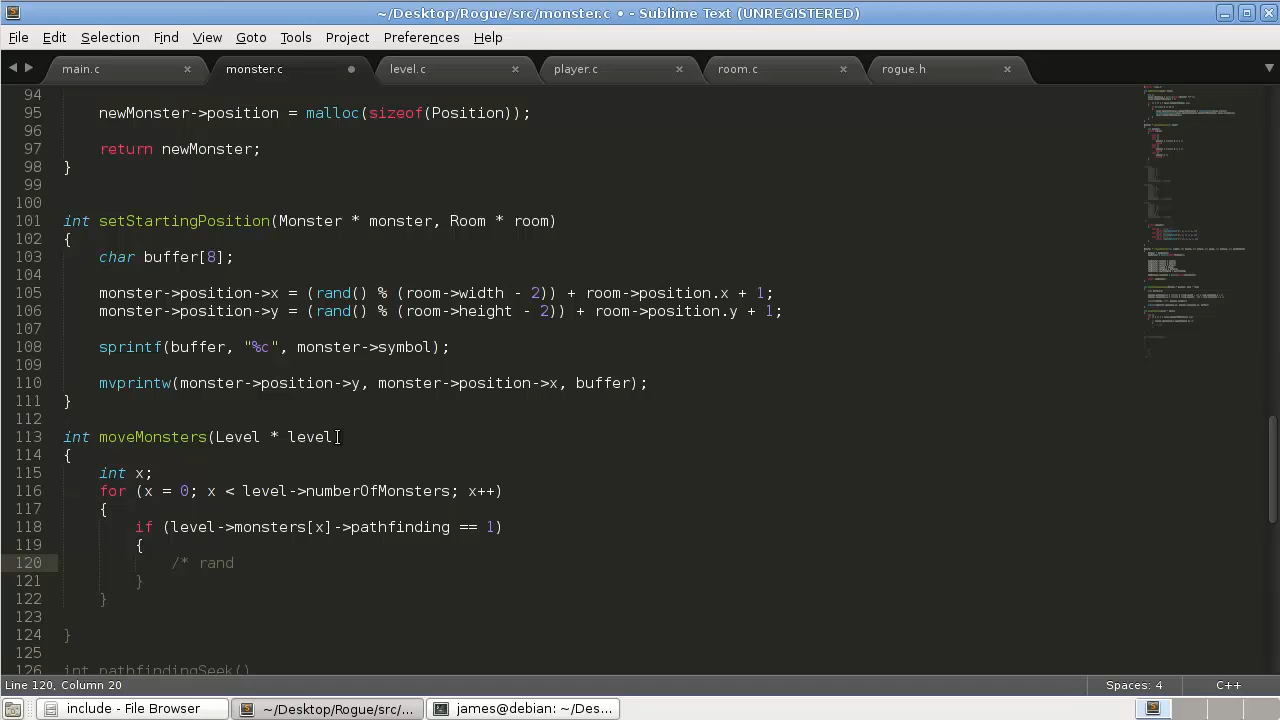 ~/Desktop/Rogue/src/monster.c • - Sublime Text (UNREGISTERED)
File Edit Selection Find View Goto Tools Project Preferences Help
main.c × monster.c level.c × player.c × room.c × rogue.h ×
94
95 newMonster->position = malloc(sizeof(Position));
96
97 return newMonster;
98 }
99
100
101 int setStartingPosition(Monster * monster, Room * room)
102 {
103 char buffer[8];
104
105 monster->position->x = (rand() % (room->width - 2)) + room->position.x + 1;
106 monster->position->y = (rand() % (room->height - 2)) + room->position.y + 1;
107
108 sprintf(buffer, "%c", monster->symbol);
109
110 mvprintw(monster->position->y, monster->position->x, buffer);
111 }
112
113 int moveMonsters(Level * level
114 {
115 int x;
116 for (x = 0; x < level->numberOfMonsters; x++)
117 {
118 if (level->monsters[x]->pathfinding == 1)
119 {
120 /* rand
121 }
122 }
123
124 }
125
126 int pathfindingSeek()
Line 120, Column 20 Spaces: 4 C++
include - File Browser ~/Desktop/Rogue/src/... james@debian: ~/Des...